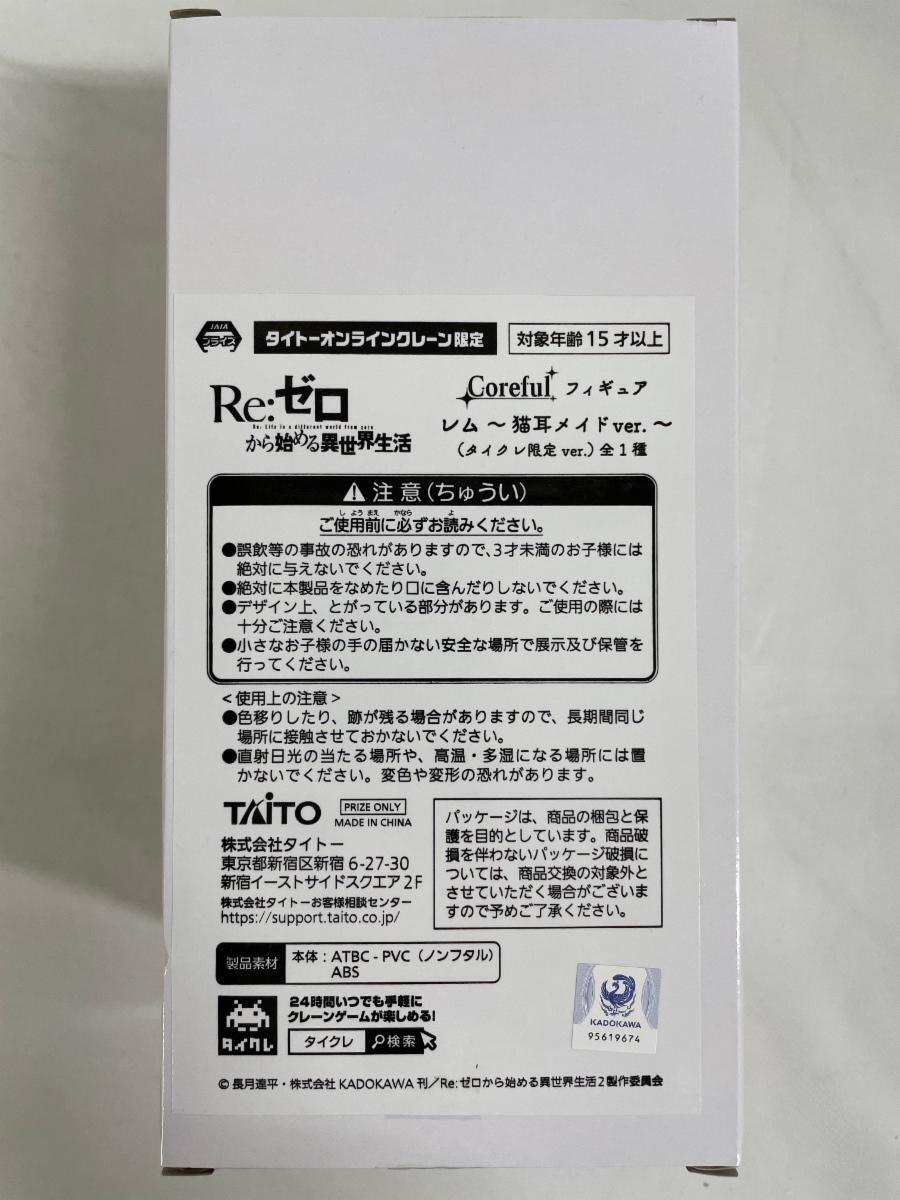 JAIA
プライズ
タイトーオンラインクレーン限定
対象年齢15才以上
Re:ゼロ
Re: Life in a different world from zero
から始める異世界生活
Coreful フィギュア
レム ～猫耳メイドver.～
（タイクレ限定ver.）全1種
注意（ちゅうい）
しようまえ かなら よ
ご使用前に必ずお読みください。
●誤飲等の事故の恐れがありますので、3才未満のお子様には
絶対に与えないでください。
●絶対に本製品をなめたり口に含んだりしないでください。
●デザイン上、とがっている部分があります。ご使用の際には
十分ご注意ください。
●小さなお子様の手の届かない安全な場所で展示及び保管を
行ってください。
＜使用上の注意＞
●色移りしたり、跡が残る場合がありますので、長期間同じ
場所に接触させておかないでください。
●直射日光の当たる場所や、高温・多湿になる場所には置
かないでください。変色や変形の恐れがあります。
TAITO
PRIZE ONLY
MADE IN CHINA
株式会社タイトー
東京都新宿区新宿6-27-30
新宿イーストサイドスクエア2F
株式会社タイトーお客様相談センター
https://support.taito.co.jp/
パッケージは、商品の梱包と保
護を目的としています。商品破
損を伴わないパッケージ破損に
ついては、商品交換の対象外と
させていただく場合がございま
すので予めご了承ください。
製品素材
本体：ATBC-PVC（ノンフタル）
ABS
タイクレ
24時間いつでも手軽に
クレーンゲームが楽しめる!
タイクレ 検索
KADOKAWA
95619674
©長月達平・株式会社KADOKAWA刊／Re:ゼロから始める異世界生活2製作委員会